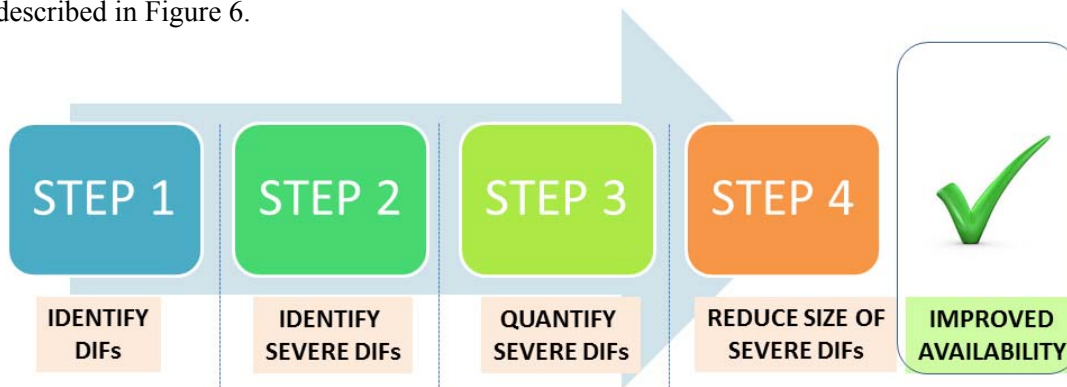 described in Figure 6.
STEP 1
STEP 2
STEP 3
STEP 4
IDENTIFY
DIFs
IDENTIFY
SEVERE DIFs
QUANTIFY
SEVERE DIFs
REDUCE SIZE OF
SEVERE DIFs
IMPROVED
AVAILABILITY